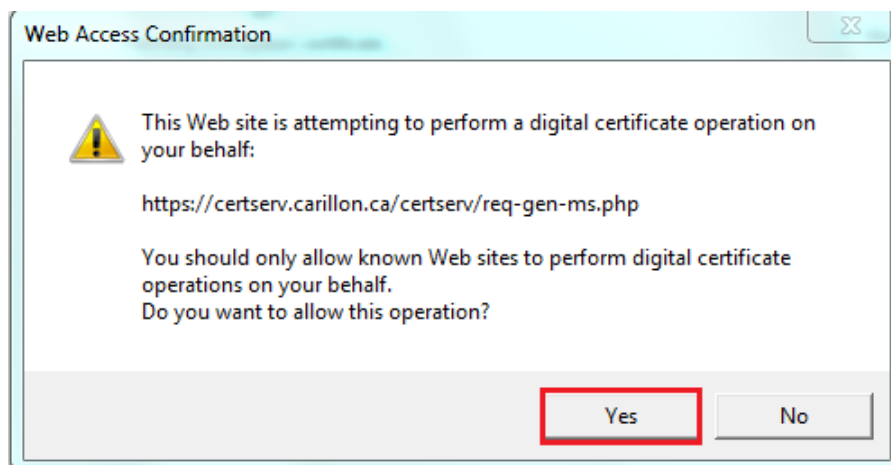 Web Access Confirmation
This Web site is attempting to perform a digital certificate operation on
your behalf:
https://certserv.carillon.ca/certserv/req-gen-ms.php
You should only allow known Web sites to perform digital certificate
operations on your behalf.
Do you want to allow this operation?
Yes
No